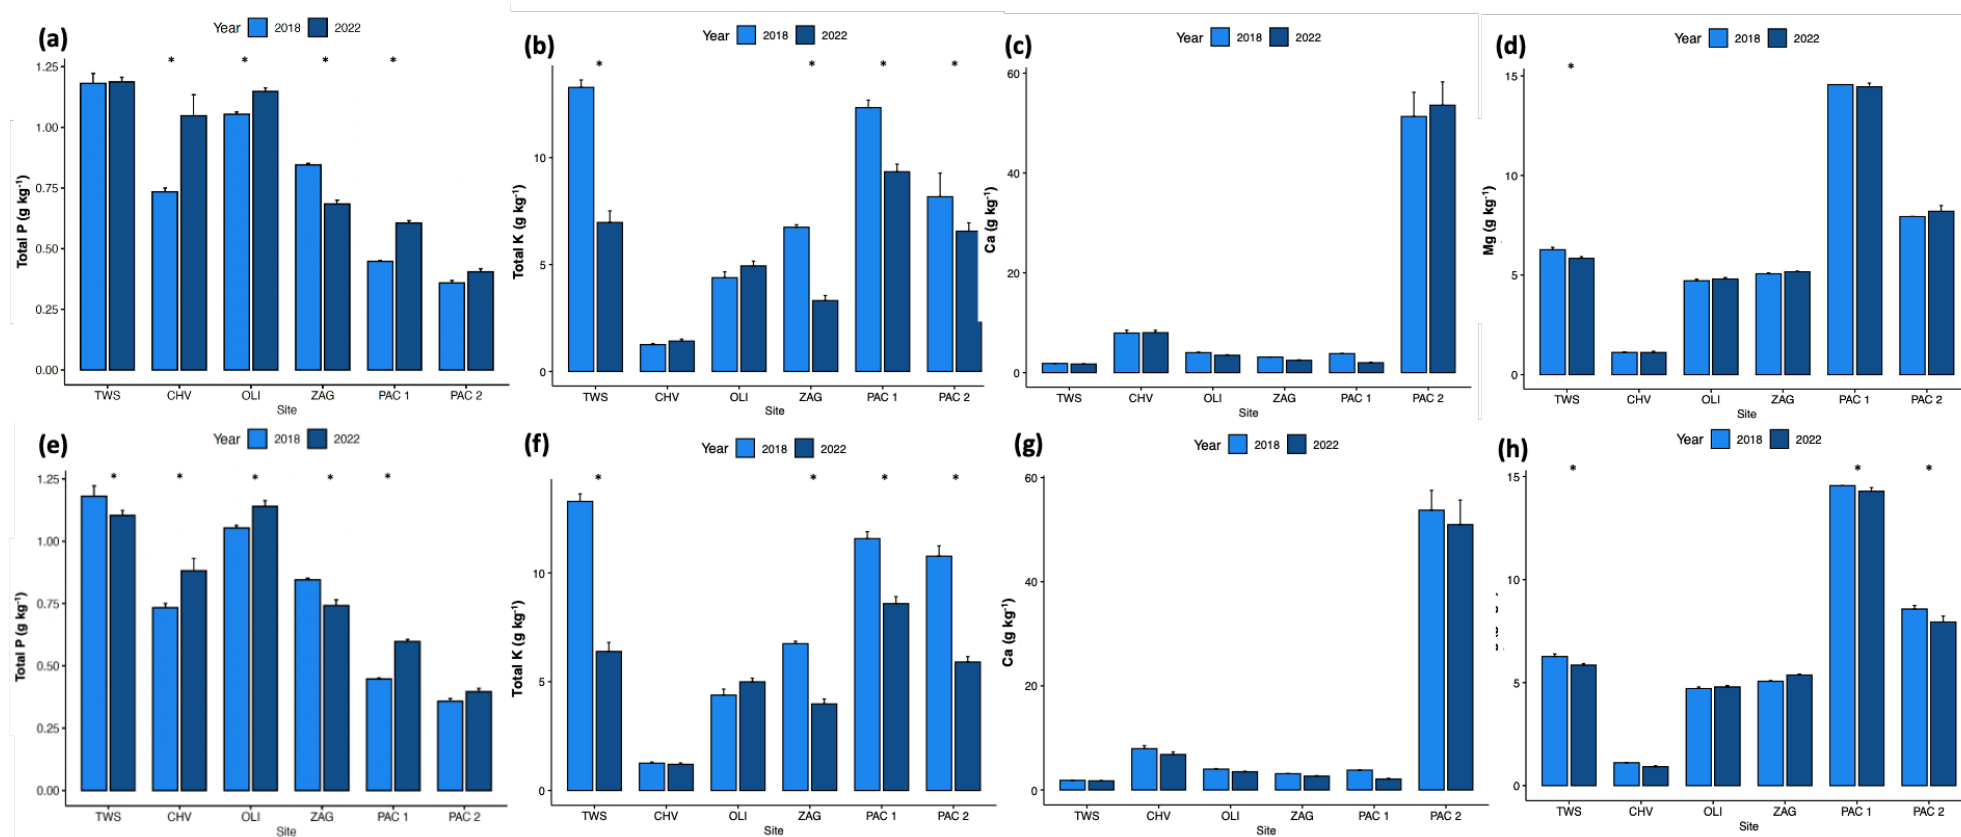 (a)
Year 2018 2022
* * * *
Total P (g kg⁻¹)
1.25
1.00
0.75
0.50
0.25
0.00
TWS CHV OLI ZAG PAC 1 PAC 2
Site
(b)
Year 2018 2022
* * * *
Total K (g kg⁻¹)
10
5
0
TWS CHV OLI ZAG PAC 1 PAC 2
Site
(c)
Year 2018 2022
Ca (g kg⁻¹)
60
40
20
0
TWS CHV OLI ZAG PAC 1 PAC 2
Site
(d)
Year 2018 2022
*
Mg (g kg⁻¹)
15
10
5
0
TWS CHV OLI ZAG PAC 1 PAC 2
Site
(e)
Year 2018 2022
* * * * *
Total P (g kg⁻¹)
1.25
1.00
0.75
0.50
0.25
0.00
TWS CHV OLI ZAG PAC 1 PAC 2
Site
(f)
Year 2018 2022
* * * *
Total K (g kg⁻¹)
10
5
0
TWS CHV OLI ZAG PAC 1 PAC 2
Site
(g)
Year 2018 2022
Ca (g kg⁻¹)
60
40
20
0
TWS CHV OLI ZAG PAC 1 PAC 2
Site
(h)
Year 2018 2022
* * *
15
10
5
0
TWS CHV OLI ZAG PAC 1 PAC 2
Site